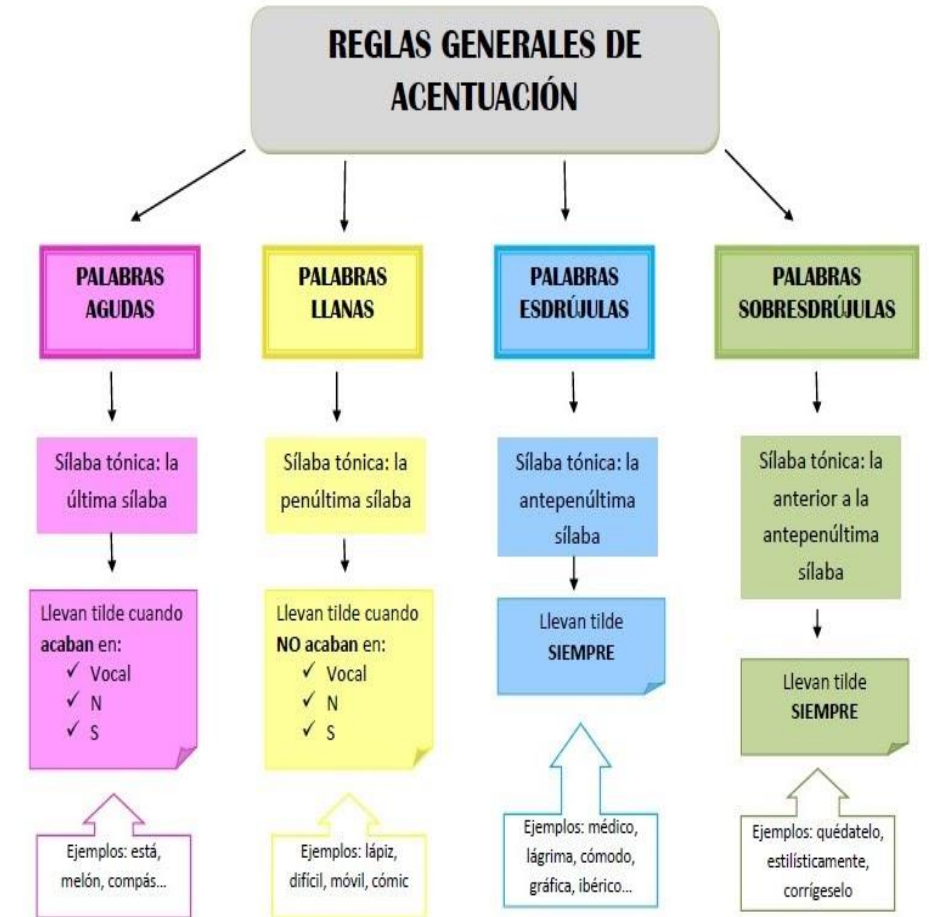 REGLAS GENERALES DE
ACENTUACIÓN
PALABRAS
AGUDAS
Sílaba tónica: la
última sílaba
Llevan tilde cuando
acaban en:
✓ Vocal
✓ N
✓ S
Ejemplos: está,
melón, compás...
PALABRAS
LLANAS
Sílaba tónica: la
penúltima sílaba
Llevan tilde cuando
NO acaban en:
✓ Vocal
✓ N
✓ S
Ejemplos: lápiz,
difícil, móvil, cómic
PALABRAS
ESDRÚJULAS
Sílaba tónica: la
antepenúltima
sílaba
Llevan tilde
SIEMPRE
Ejemplos: médico,
lágrima, cómodo,
gráfica, ibérico...
PALABRAS
SOBRESDRÚJULAS
Sílaba tónica: la
anterior a la
antepenúltima
sílaba
Llevan tilde
SIEMPRE
Ejemplos: quédatelo,
estilísticamente,
corrígeselo